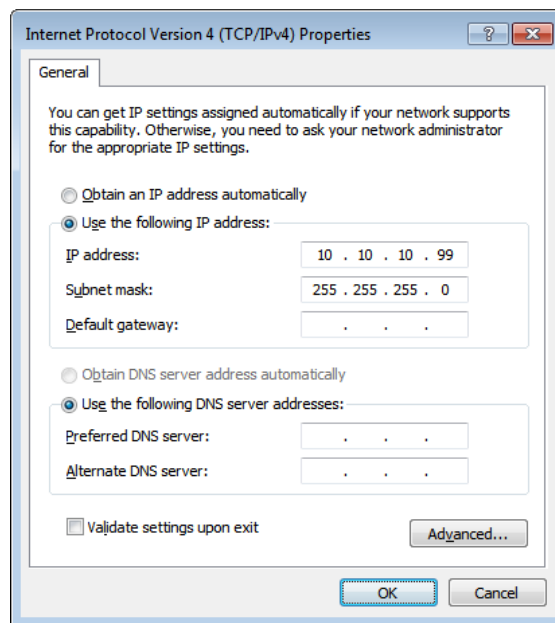 Internet Protocol Version 4 (TCP/IPv4) Properties
General
You can get IP settings assigned automatically if your network supports
this capability. Otherwise, you need to ask your network administrator
for the appropriate IP settings.
Obtain an IP address automatically
Use the following IP address:
IP address: 10 . 10 . 10 . 99
Subnet mask: 255 . 255 . 255 . 0
Default gateway: . . .
Obtain DNS server address automatically
Use the following DNS server addresses:
Preferred DNS server: . . .
Alternate DNS server: . . .
Validate settings upon exit
Advanced...
OK Cancel